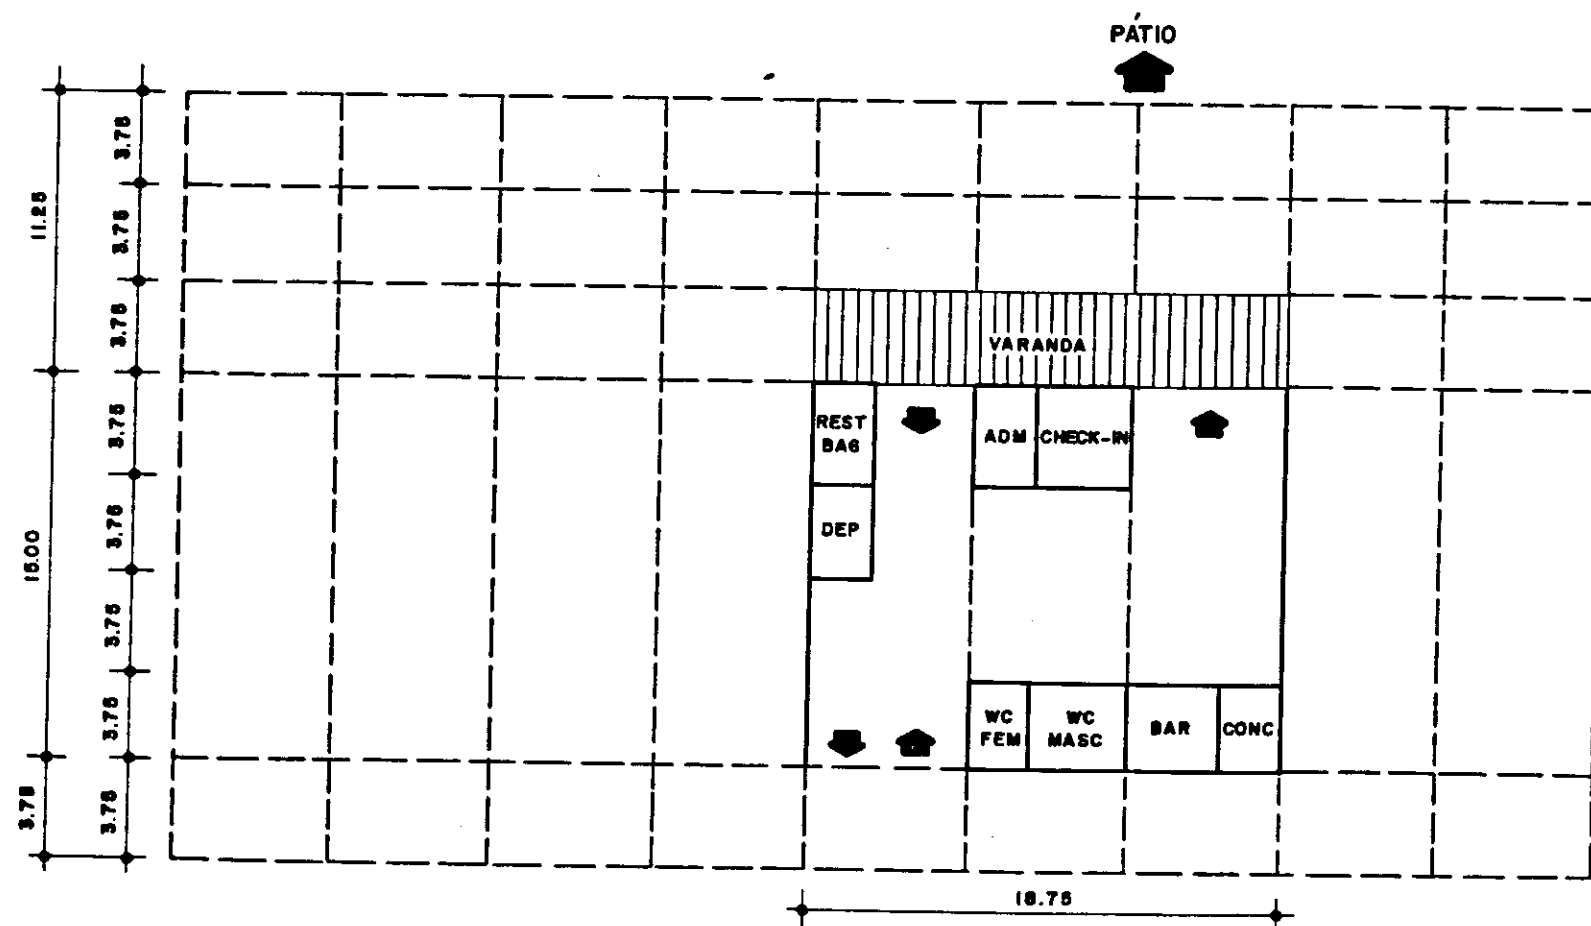 PÁTIO
3.75
11.25
3.75
3.75
VARANDA
3.75
REST
BAG
ADM
CHECK-IN
3.75
DEP
15.00
3.75
3.75
WC
FEM
WC
MASC
BAR
CONC
3.75
3.75
18.75